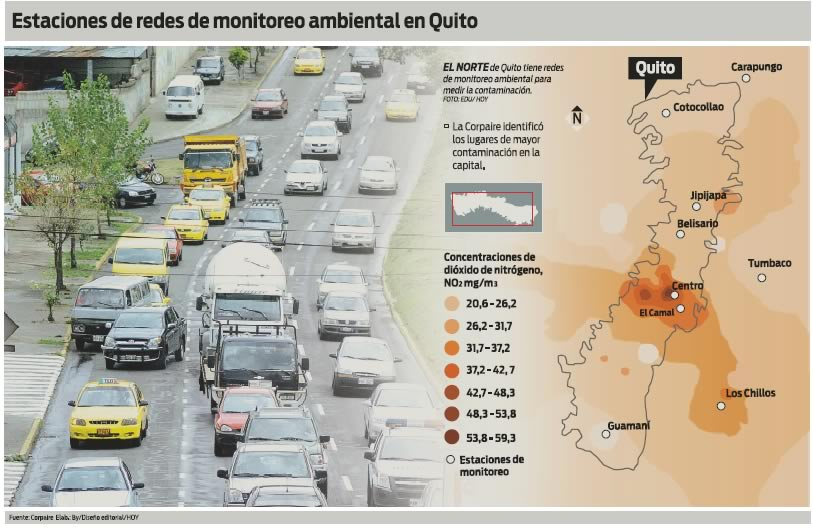 Estaciones de redes de monitoreo ambiental en Quito
EL NORTE de Quito tiene redes
de monitoreo ambiental para
medir la contaminación.
FOTO: EDU/ HOY
La Corpaire identificó
los lugares de mayor
contaminación en la
capital.
N
Concentraciones de
dióxido de nitrógeno,
NO2 mg/m3
20,6 - 26,2
26,2 - 31,7
31,7 - 37,2
37,2 - 42,7
42,7 - 48,3
48,3 - 53,8
53,8 - 59,3
Estaciones de
monitoreo
Quito
Carapungo
Cotocollao
Jipijapa
Belisario
Tumbaco
Centro
El Camal
Los Chillos
Guamaní
Fuente: Corpaire Elab.: By/Diseño editorial/HOY